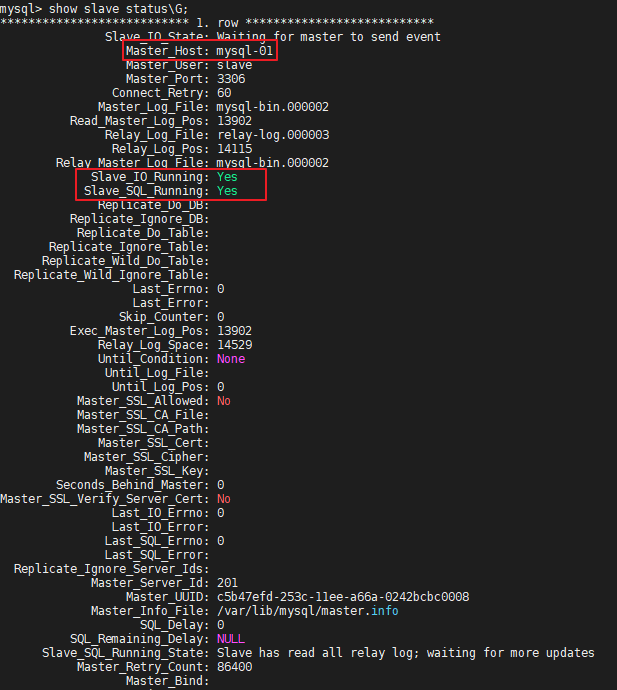 mysql> show slave status\G;
*************************** 1. row ***************************
Slave_IO_State: Waiting for master to send event
Master_Host: mysql-01
Master_User: slave
Master_Port: 3306
Connect_Retry: 60
Master_Log_File: mysql-bin.000002
Read_Master_Log_Pos: 13902
Relay_Log_File: relay-log.000003
Relay_Log_Pos: 14115
Relay_Master_Log_File: mysql-bin.000002
Slave_IO_Running: Yes
Slave_SQL_Running: Yes
Replicate_Do_DB:
Replicate_Ignore_DB:
Replicate_Do_Table:
Replicate_Ignore_Table:
Replicate_Wild_Do_Table:
Replicate_Wild_Ignore_Table:
Last_Errno: 0
Last_Error:
Skip_Counter: 0
Exec_Master_Log_Pos: 13902
Relay_Log_Space: 14529
Until_Condition: None
Until_Log_File:
Until_Log_Pos: 0
Master_SSL_Allowed: No
Master_SSL_CA_File:
Master_SSL_CA_Path:
Master_SSL_Cert:
Master_SSL_Cipher:
Master_SSL_Key:
Seconds_Behind_Master: 0
Master_SSL_Verify_Server_Cert: No
Last_IO_Errno: 0
Last_IO_Error:
Last_SQL_Errno: 0
Last_SQL_Error:
Replicate_Ignore_Server_Ids:
Master_Server_Id: 201
Master_UUID: c5b47efd-253c-11ee-a66a-0242bcbc0008
Master_Info_File: /var/lib/mysql/master.info
SQL_Delay: 0
SQL_Remaining_Delay: NULL
Slave_SQL_Running_State: Slave has read all relay log; waiting for more updates
Master_Retry_Count: 86400
Master_Bind: